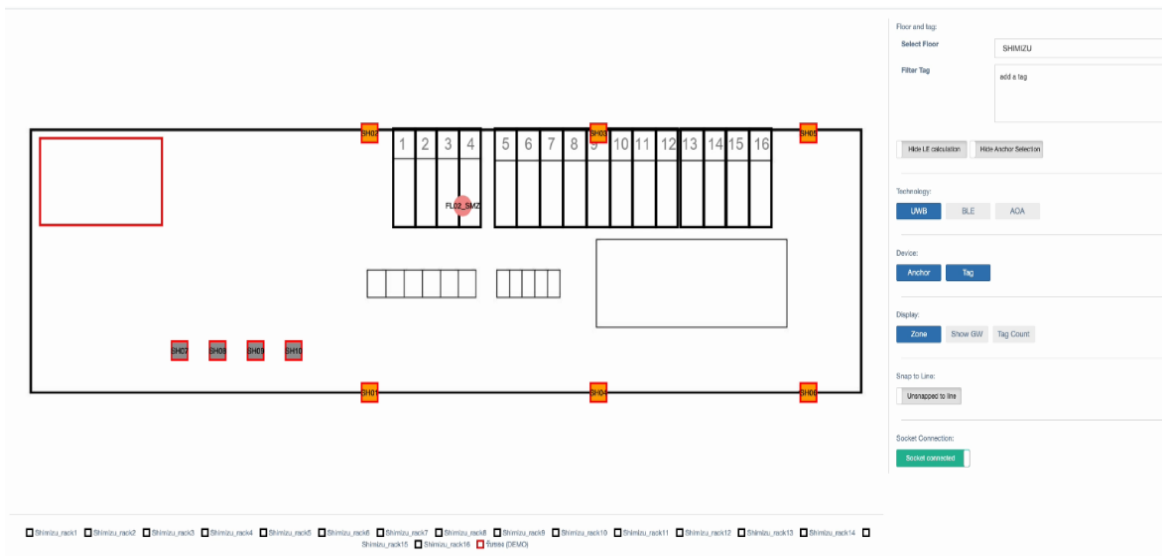 Floor and tag:
Select Floor SHIMIZU
Filter Tag add a tag
Hide LE calculation Hide Anchor Selection
Technology:
UWB BLE AOA
Device:
Anchor Tag
Display:
Zone Show GW Tag Count
Snap to Line:
Unsnapped to line
Socket Connection:
Socket connected
SH02 SH03 SH05
1 2 3 4 5 6 7 8 9 10 11 12 13 14 15 16
FL02_SMZ
SH07 SH08 SH09 SH10
SH01 SH04 SH06
Shimizu_rack1 Shimizu_rack2 Shimizu_rack3 Shimizu_rack4 Shimizu_rack5 Shimizu_rack6 Shimizu_rack7 Shimizu_rack8 Shimizu_rack9 Shimizu_rack10 Shimizu_rack11 Shimizu_rack12 Shimizu_rack13 Shimizu_rack14
Shimizu_rack15 Shimizu_rack16 (DEMO)